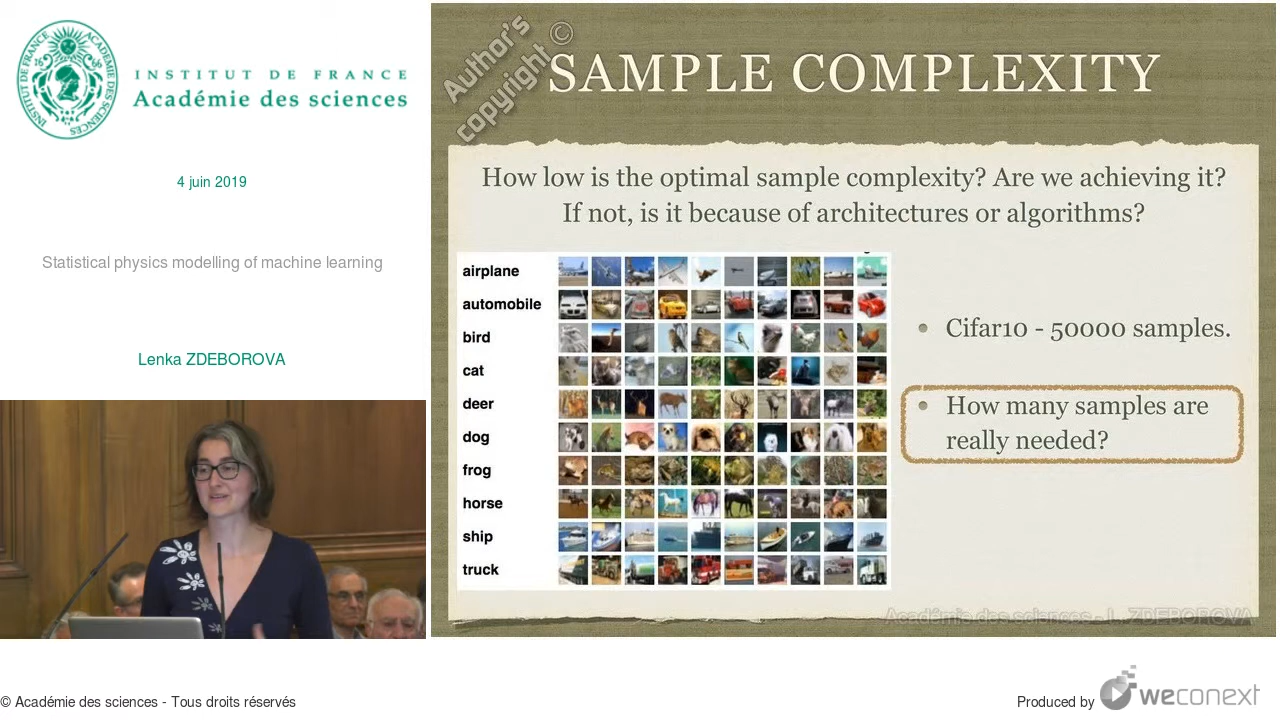 INSTITUT DE FRANCE
Académie des sciences
4 juin 2019
Statistical physics modelling of machine learning
Lenka ZDEBOROVA
Author's
copyright ©
SAMPLE COMPLEXITY
How low is the optimal sample complexity? Are we achieving it?
If not, is it because of architectures or algorithms?
airplane
automobile
bird
cat
deer
dog
frog
horse
ship
truck
• Cifar10 - 50000 samples.
• How many samples are
really needed?
Académie des sciences - L. ZDEBOROVA
© Académie des sciences - Tous droits réservés
Produced by weconext